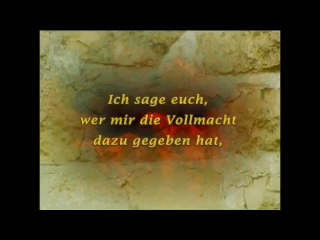 Ich sage euch,
wer mir die Vollmacht
dazu gegeben hat,